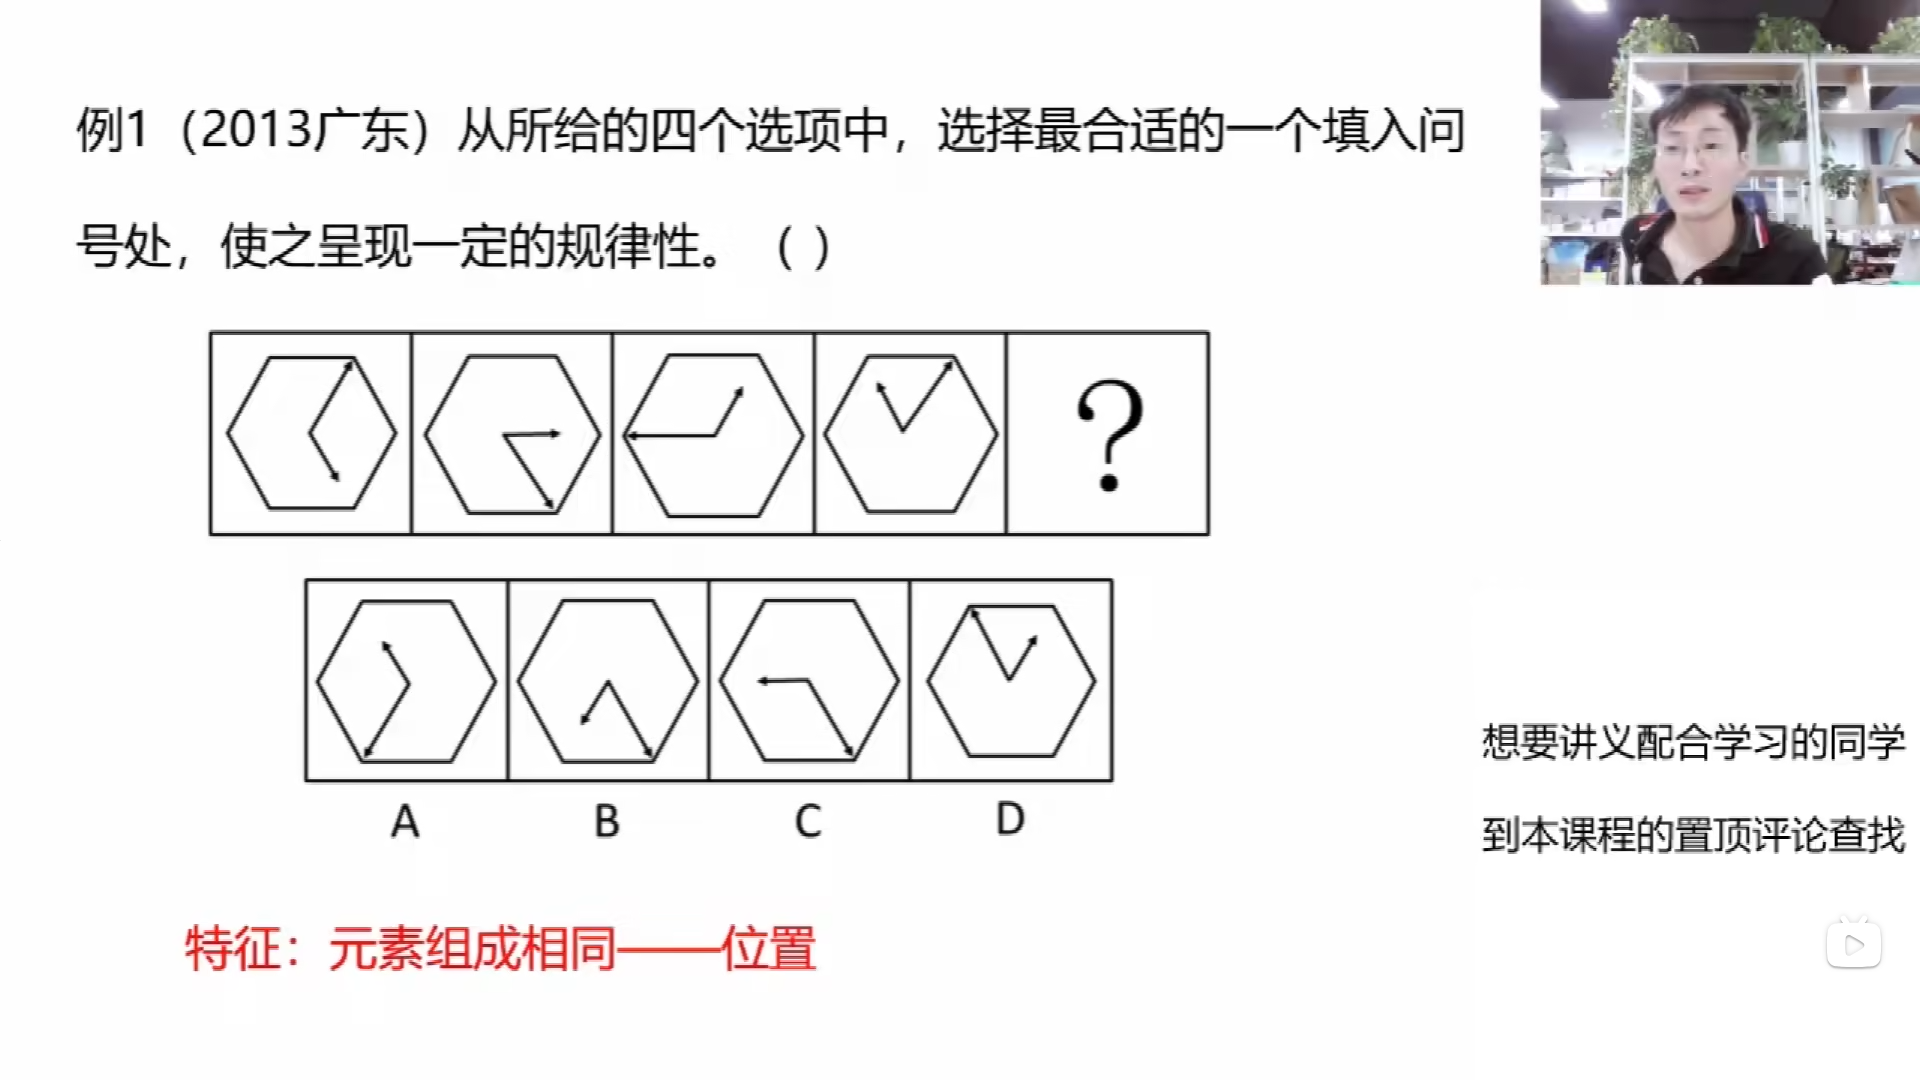 例1（2013广东）从所给的四个选项中，选择最合适的一个填入问
号处，使之呈现一定的规律性。（ ）
?
A B C D
特征：元素组成相同——位置
想要讲义配合学习的同学
到本课程的置顶评论查找